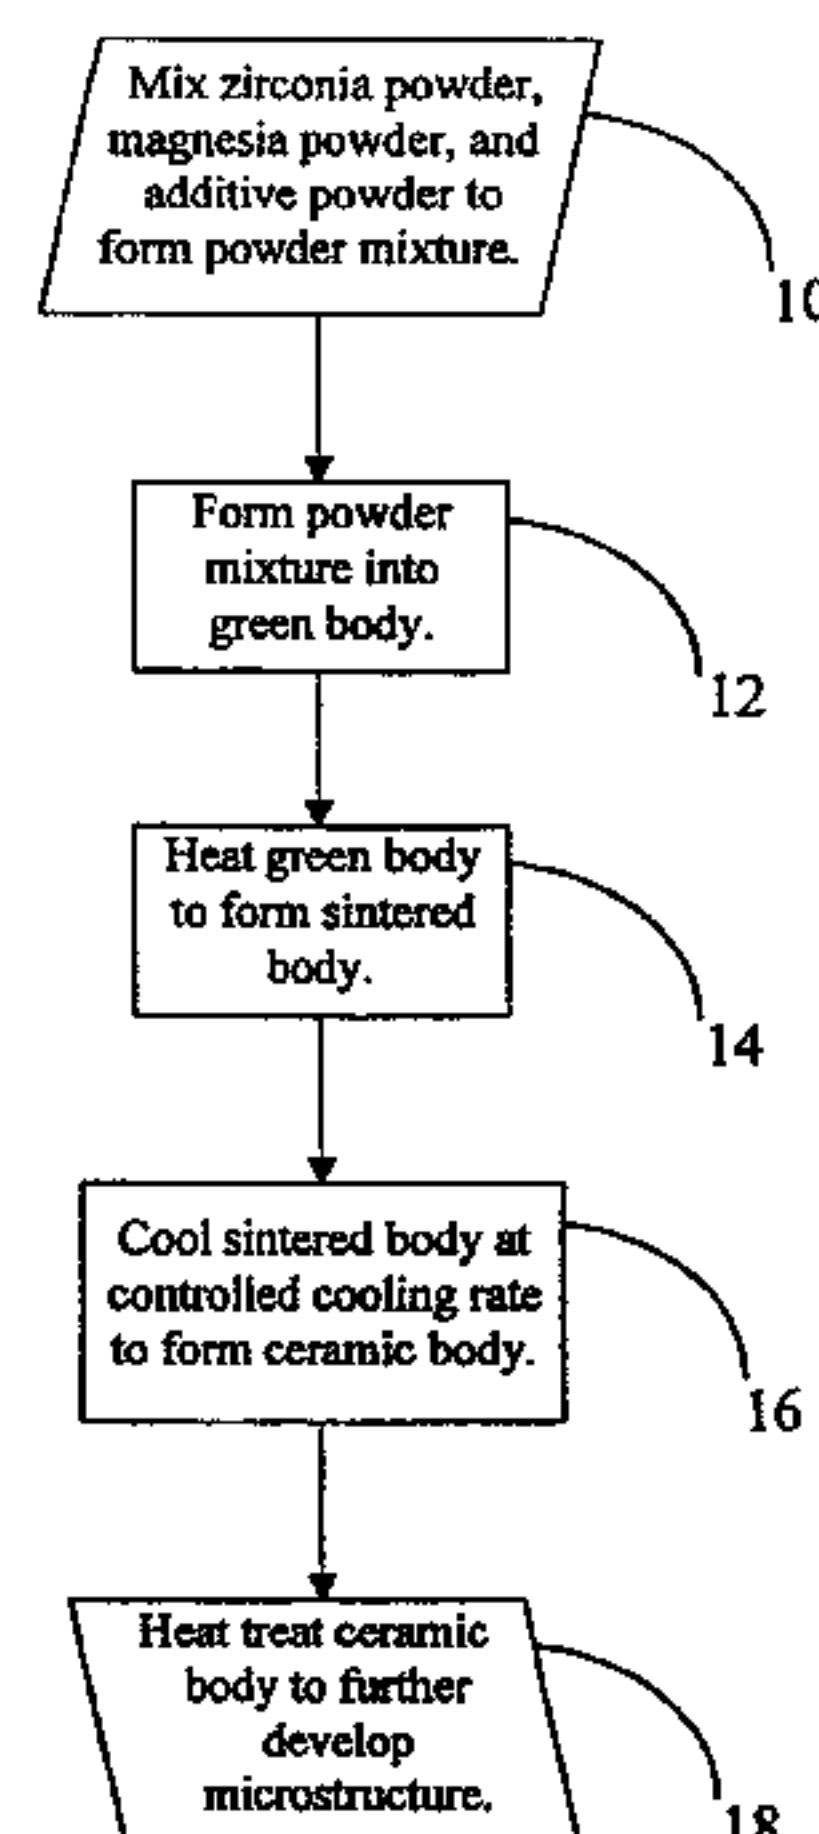 Mix zirconia powder,
magnesia powder, and
additive powder to
form powder mixture.
10
Form powder
mixture into
green body.
12
Heat green body
to form sintered
body.
14
Cool sintered body at
controlled cooling rate
to form ceramic body.
16
Heat treat ceramic
body to further
develop
microstructure.
18